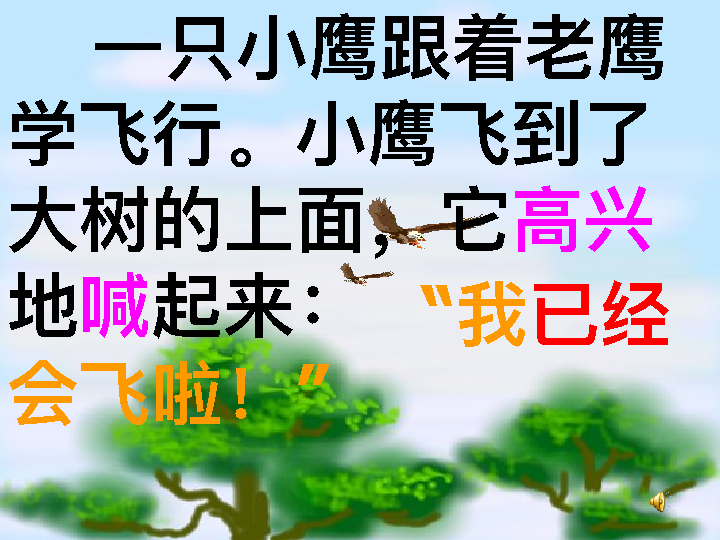 一只小鹰跟着老鹰
学飞行。小鹰飞到了
大树的上面，它高兴
地喊起来：“我已经
会飞啦！”